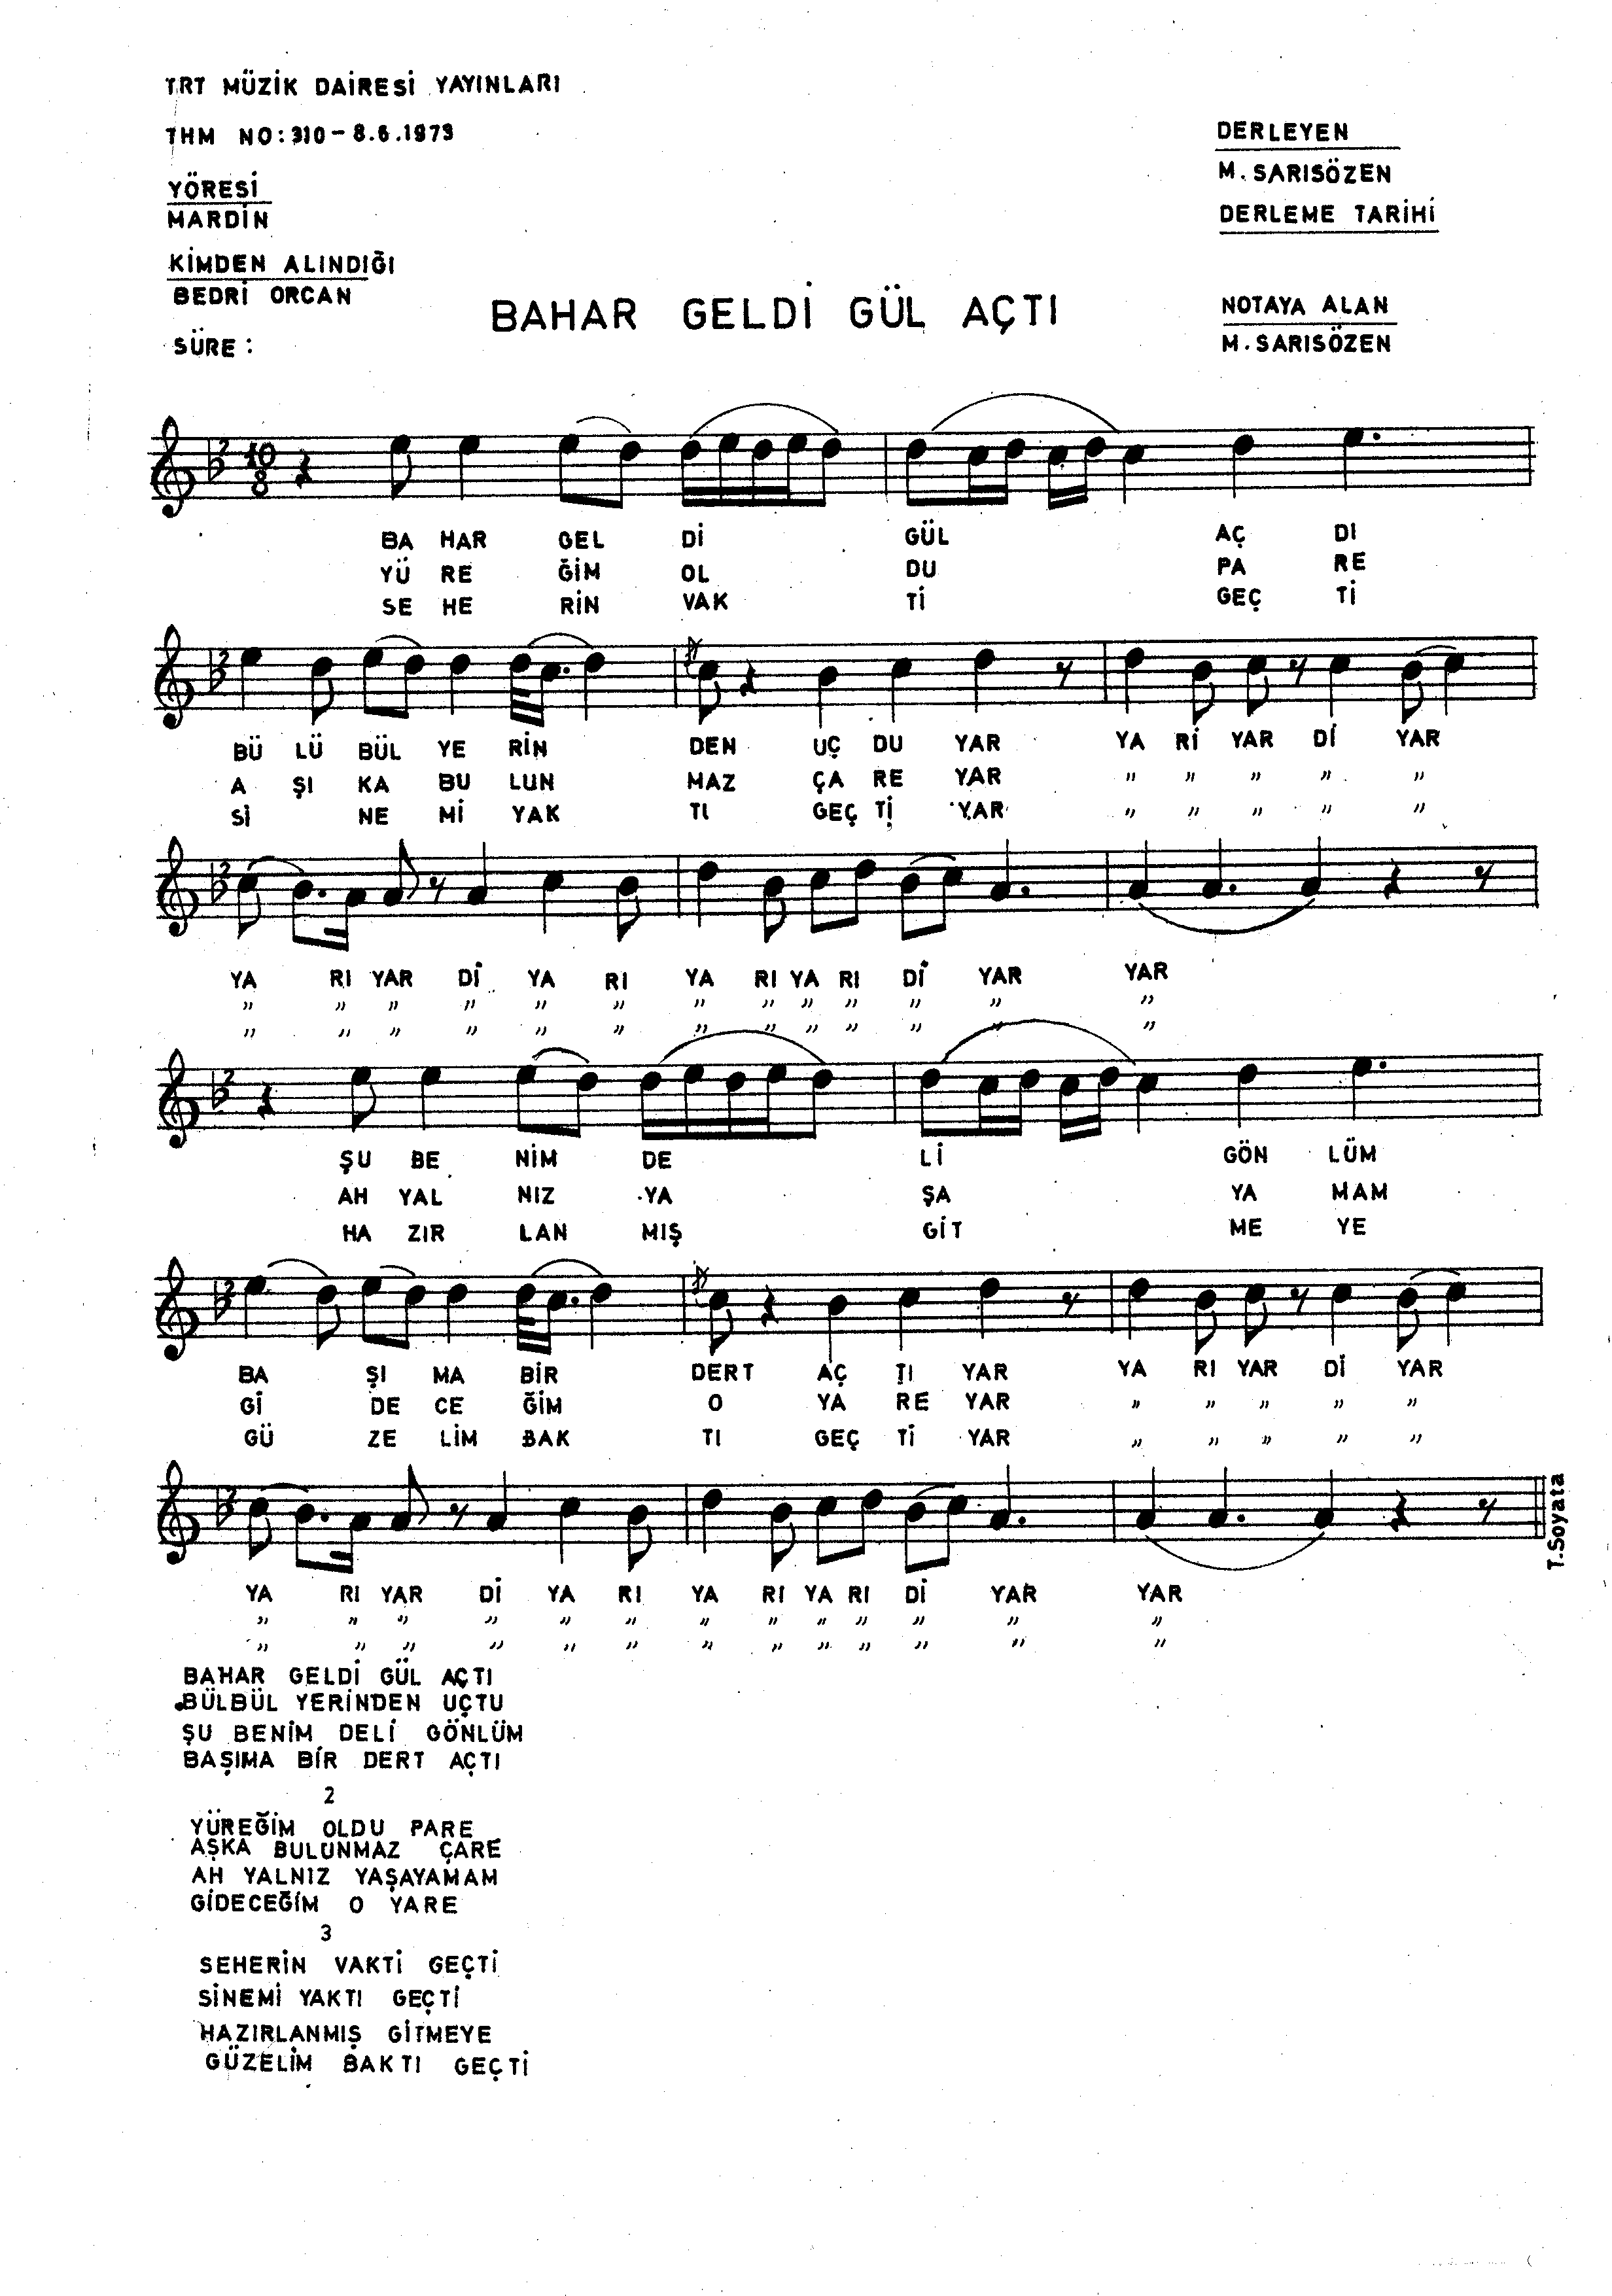 TRT MÜZİK DAİRESİ YAYINLARI
THM NO: 310 - 8.6.1973
YÖRESİ
MARDİN
KİMDEN ALINDIĞI
BEDRİ ORCAN
SÜRE :
DERLEYEN
M. SARISÖZEN
DERLEME TARİHİ
NOTAYA ALAN
M. SARISÖZEN
BAHAR GELDİ GÜL AÇTI
10
8
BA HAR GEL Dİ GÜL AÇ DI
YÜ RE ĞİM OL DU PA RE
SE HE RİN VAK Tİ GEÇ Tİ
BÜ LÜ BÜL YE RİN DEN UÇ DU YAR YA Rİ YAR Dİ YAR
A ŞI KA BU LUN MAZ ÇA RE YAR " " " " "
Sİ NE Mİ YAK TI GEÇ Tİ YAR " " " " "
YA RI YAR Dİ YA RI YA RI YA RI Dİ YAR YAR
" " " " " " " " " " " " "
" " " " " " " " " " " " "
ŞU BE NİM DE Lİ GÖN LÜM
AH YAL NIZ YA ŞA YA MAM
HA ZIR LAN MIŞ GİT ME YE
BA ŞI MA BİR DERT AÇ TI YAR YA RI YAR Dİ YAR
Gİ DE CE ĞİM O YA RE YAR " " " " "
GÜ ZE LİM BAK TI GEÇ Tİ YAR " " " " "
YA RI YAR Dİ YA RI YA RI YA RI Dİ YAR YAR
" " " " " " " " " " " " "
" " " " " " " " " " " " "
T.Soyata
BAHAR GELDİ GÜL AÇTI
BÜLBÜL YERİNDEN UÇTU
ŞU BENİM DELİ GÖNLÜM
BAŞIMA BİR DERT AÇTI
2
YÜREĞİM OLDU PARE
AŞKA BULUNMAZ ÇARE
AH YALNIZ YAŞAYAMAM
GİDECEĞİM O YARE
3
SEHERİN VAKTİ GEÇTİ
SİNEMİ YAKTI GEÇTİ
HAZIRLANMIŞ GİTMEYE
GÜZELİM BAKTI GEÇTİ